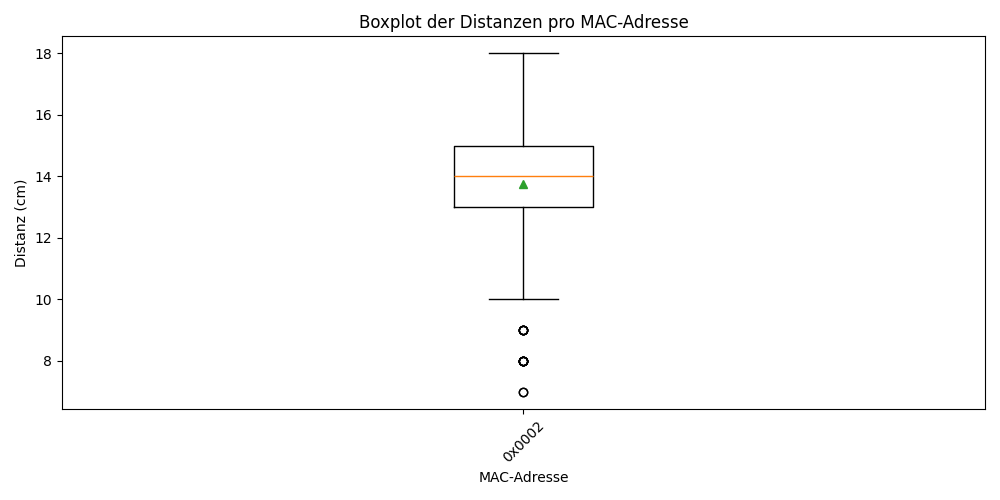 Boxplot der Distanzen pro MAC-Adresse
Distanz (cm)
18
16
14
12
10
8
0x0002
MAC-Adresse